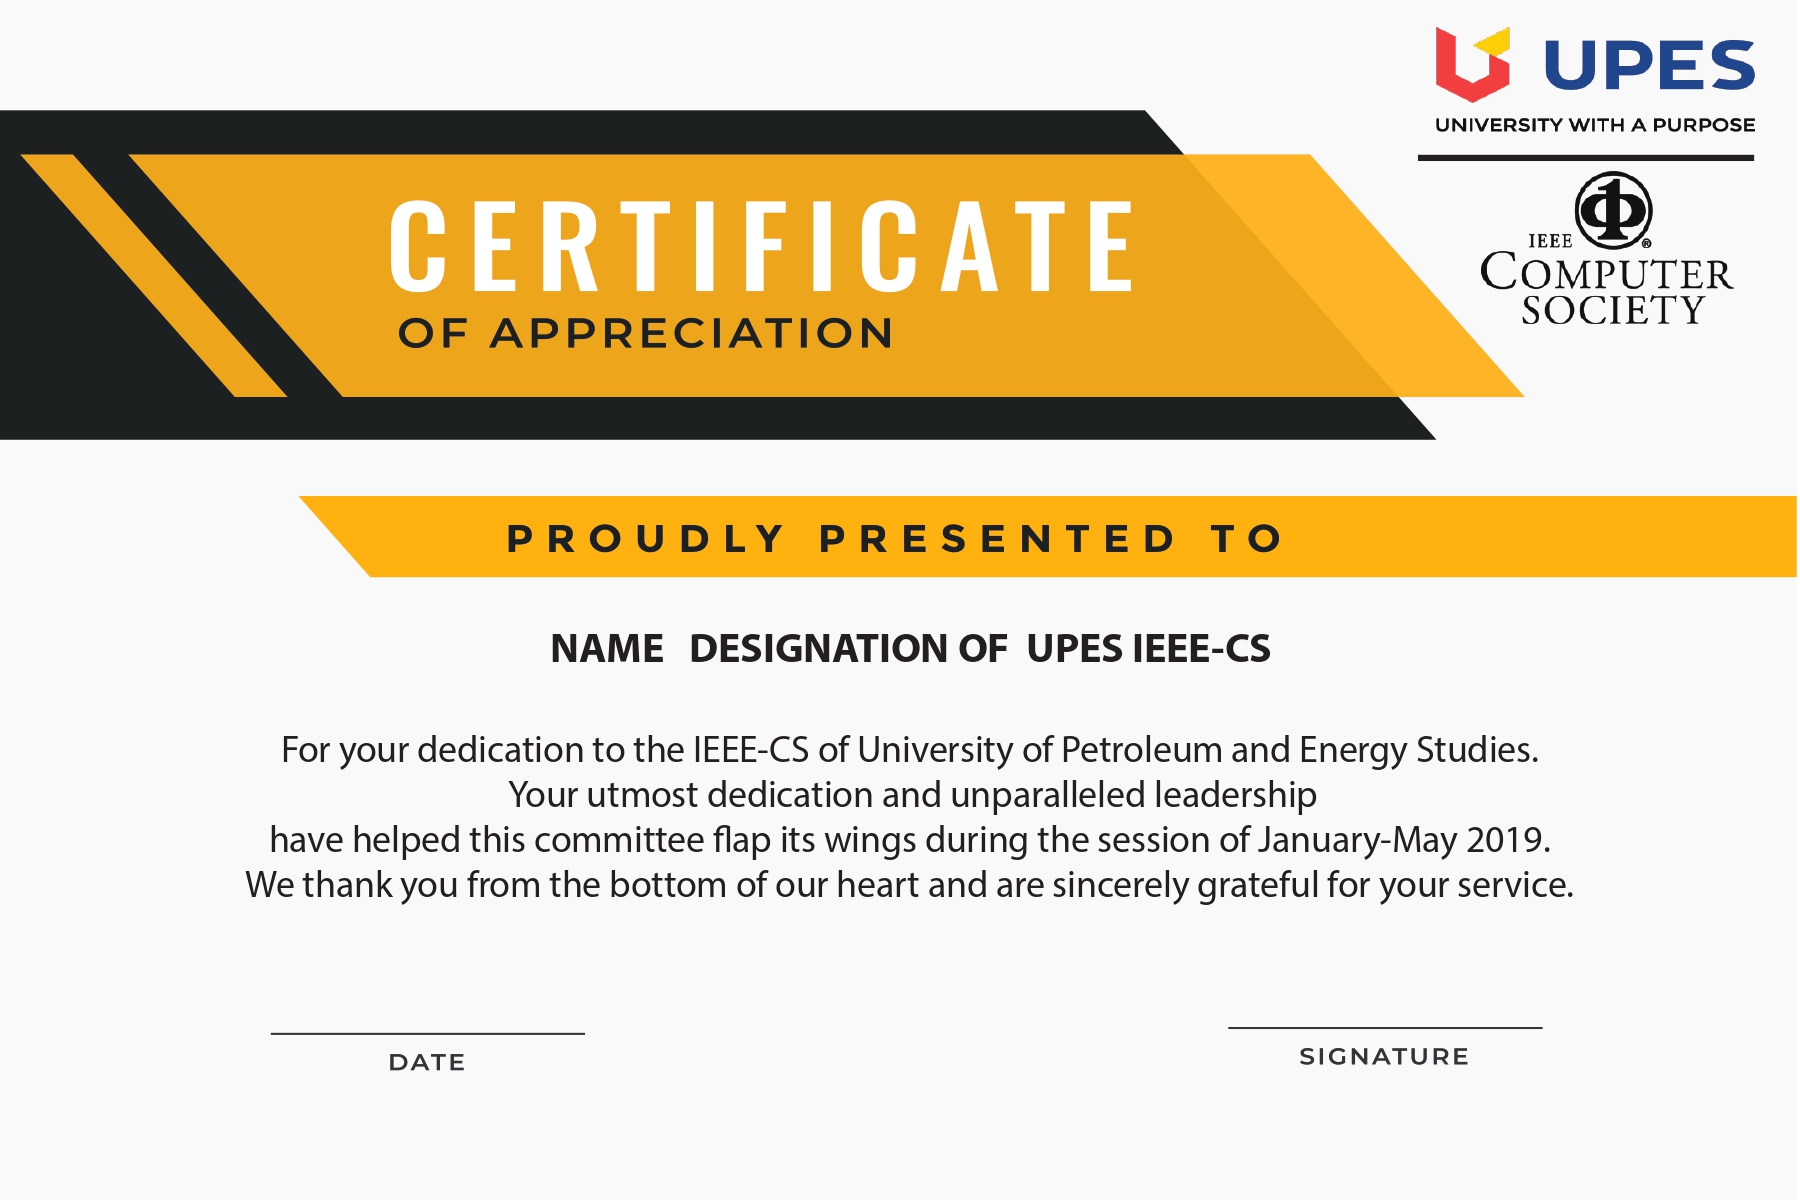 UPES
UNIVERSITY WITH A PURPOSE
IEEE
®
COMPUTER
SOCIETY
CERTIFICATE
OF APPRECIATION
PROUDLY PRESENTED TO
NAME DESIGNATION OF UPES IEEE-CS
For your dedication to the IEEE-CS of University of Petroleum and Energy Studies.
Your utmost dedication and unparalleled leadership
have helped this committee flap its wings during the session of January-May 2019.
We thank you from the bottom of our heart and are sincerely grateful for your service.
DATE
SIGNATURE